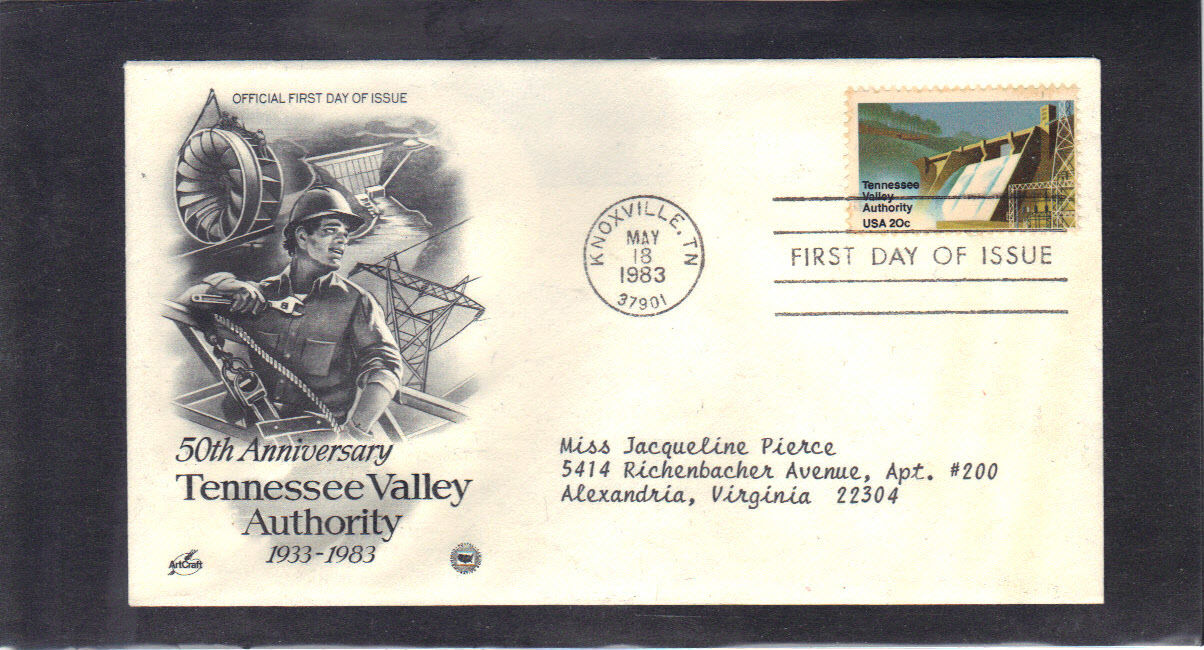 OFFICIAL FIRST DAY OF ISSUE
50th Anniversary
Tennessee Valley
Authority
1933-1983
ArtCraft
KNOXVILLE, TN
MAY
18
1983
37901
Tennessee
Valley
Authority
USA 20c
FIRST DAY OF ISSUE
Miss Jacqueline Pierce
5414 Richenbacher Avenue, Apt. #200
Alexandria, Virginia 22304